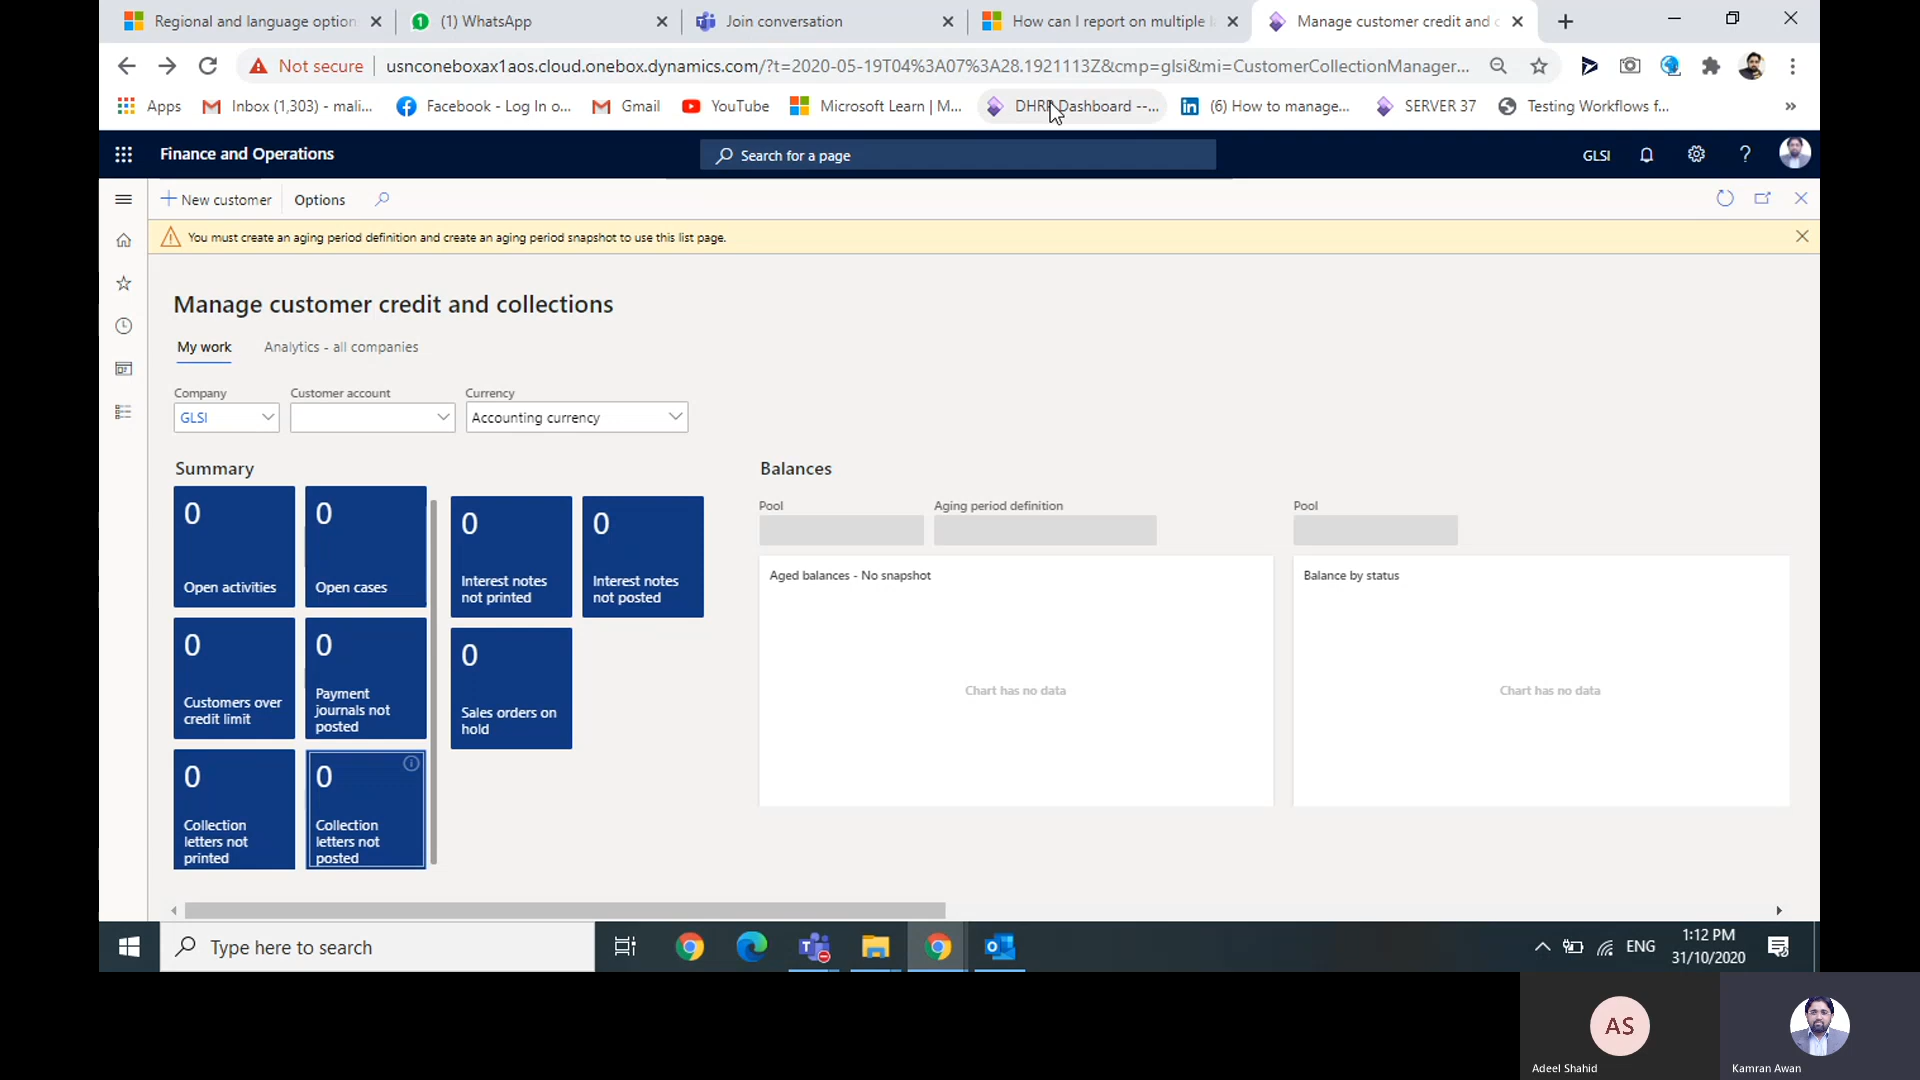 Regional and language option
(1) WhatsApp
Join conversation
How can I report on multiple l
Manage customer credit and c
Not secure
usnconeboxax1aos.cloud.onebox.dynamics.com/?t=2020-05-19T04%3A07%3A28.1921113Z&cmp=glsi&mi=CustomerCollectionManager...
Apps
Inbox (1,303) - mali...
Facebook - Log In o...
Gmail
YouTube
Microsoft Learn | M...
DHRP Dashboard --...
(6) How to manage...
SERVER 37
Testing Workflows f...
»
Finance and Operations
Search for a page
GLSI
?
New customer
Options
You must create an aging period definition and create an aging period snapshot to use this list page.
Manage customer credit and collections
My work
Analytics - all companies
Company
Customer account
Currency
GLSI
Accounting currency
Summary
0
Open activities
0
Open cases
0
Interest notes
not printed
0
Interest notes
not posted
0
Customers over
credit limit
0
Payment
journals not
posted
0
Sales orders on
hold
0
Collection
letters not
printed
0
Collection
letters not
posted
Balances
Pool
Aging period definition
Pool
Aged balances - No snapshot
Chart has no data
Balance by status
Chart has no data
Type here to search
ENG
1:12 PM
31/10/2020
AS
Adeel Shahid
Kamran Awan